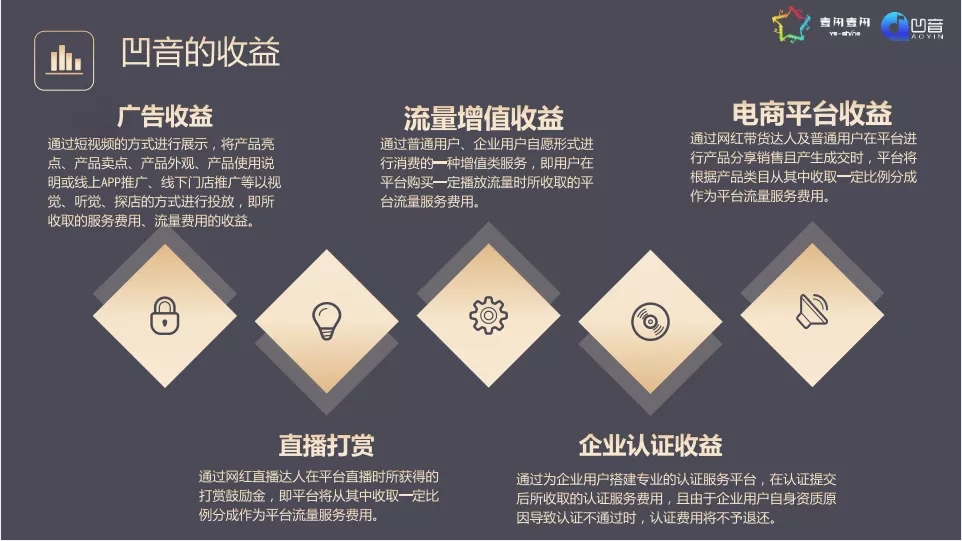 凹音的收益
壹闪壹闪
ye-shine
凹音
AOYIN
广告收益
通过短视频的方式进行展示，将产品亮
点、产品卖点、产品外观、产品使用说
明或线上APP推广、线下门店推广等以视
觉、听觉、探店的方式进行投放，即所
收取的服务费用、流量费用的收益。
流量增值收益
通过普通用户、企业用户自愿形式进
行消费的一种增值类服务，即用户在
平台购买一定播放流量时所收取的平
台流量服务费用。
电商平台收益
通过网红带货达人及普通用户在平台进
行产品分享销售且产生成交时，平台将
根据产品类目从其中收取一定比例分成
作为平台流量服务费用。
直播打赏
通过网红直播达人在平台直播时所获得的
打赏鼓励金，即平台将从其中收取一定比
例分成作为平台流量服务费用。
企业认证收益
通过为企业用户搭建专业的认证服务平台，在认证提交
后所收取的认证服务费用，且由于企业用户自身资质原
因导致认证不通过时，认证费用将不予退还。